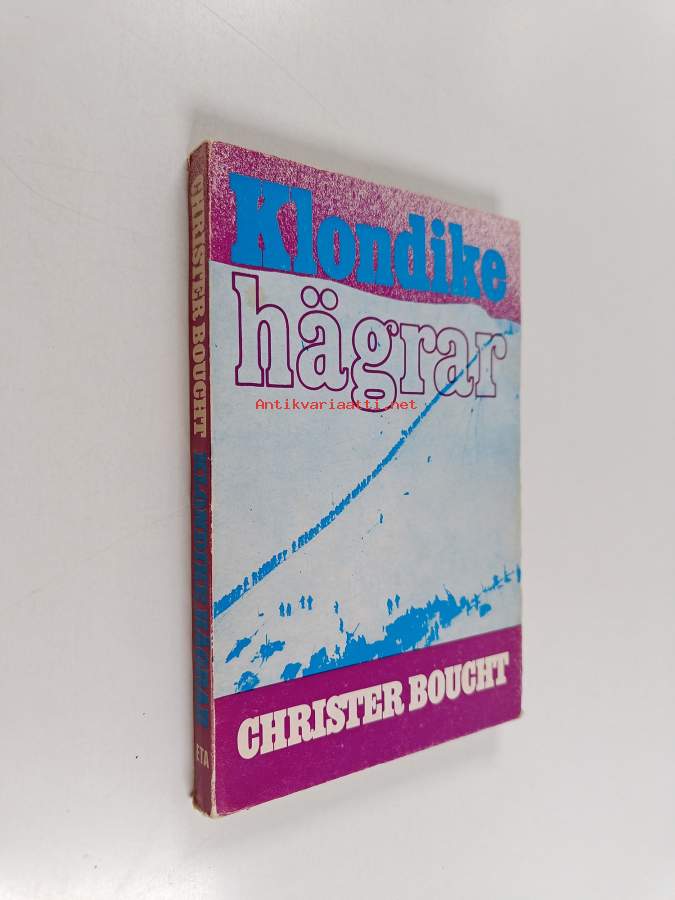 Klondike
hägrar
Antikvariaatti.net
CHRISTER BOUCHT
CHRISTER BOUCHT KLONDIKE HÄGRAR ETA